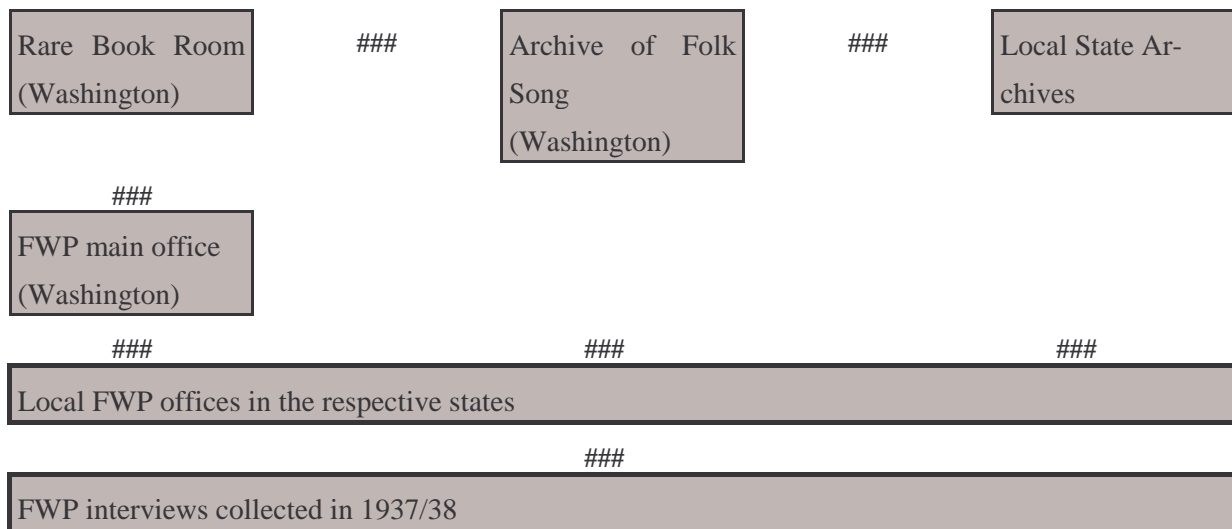 Rare Book Room
(Washington)
###
Archive of Folk
Song
(Washington)
###
Local State Ar-
chives
###
FWP main office
(Washington)
###
###
###
Local FWP offices in the respective states
###
FWP interviews collected in 1937/38